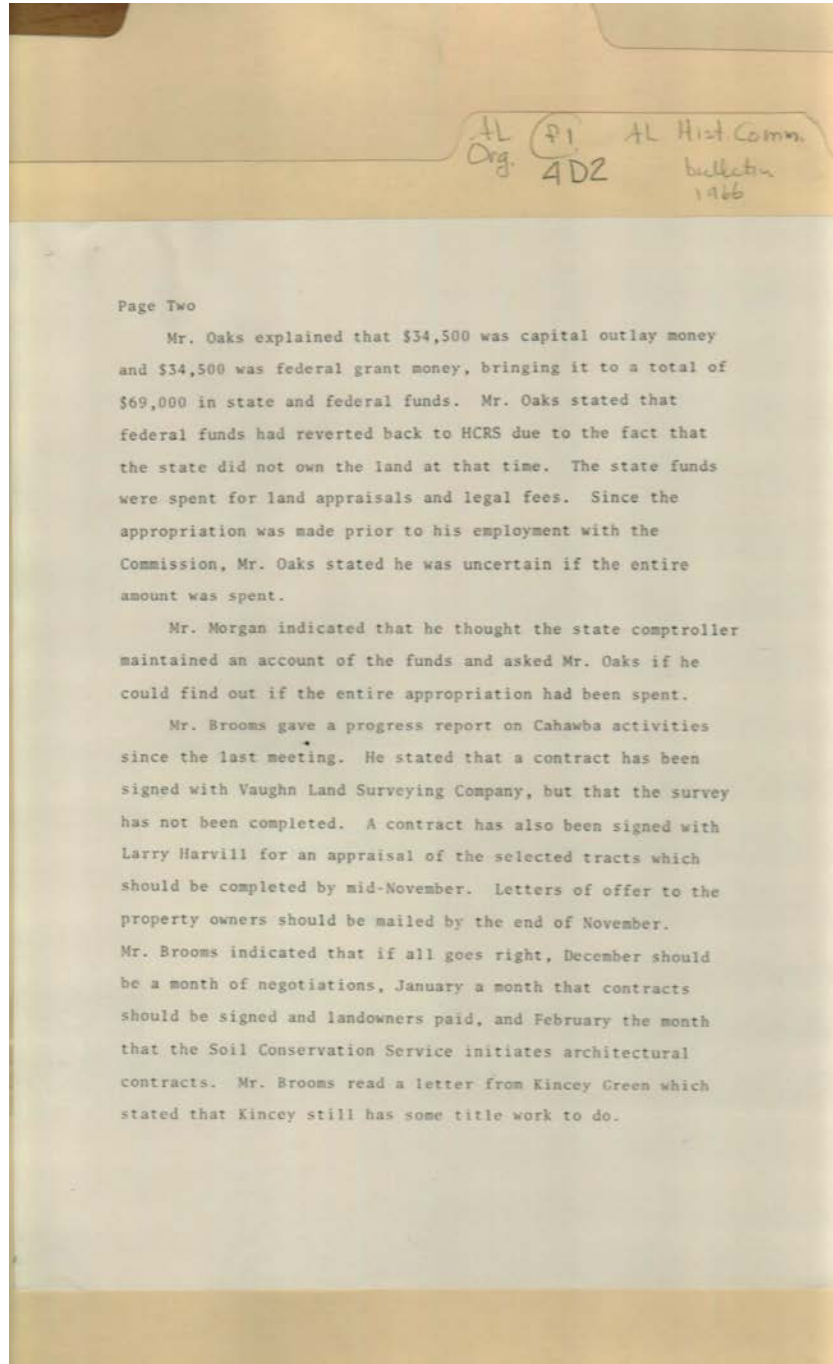 AL P1 AL Hist. Comm.
Org. 4D2 bulletin
1966
Page Two
Mr. Oaks explained that $34,500 was capital outlay money
and $34,500 was federal grant money, bringing it to a total of
$69,000 in state and federal funds. Mr. Oaks stated that
federal funds had reverted back to HCRS due to the fact that
the state did not own the land at that time. The state funds
were spent for land appraisals and legal fees. Since the
appropriation was made prior to his employment with the
Commission, Mr. Oaks stated he was uncertain if the entire
amount was spent.
Mr. Morgan indicated that he thought the state comptroller
maintained an account of the funds and asked Mr. Oaks if he
could find out if the entire appropriation had been spent.
Mr. Brooms gave a progress report on Cahawba activities
since the last meeting. He stated that a contract has been
signed with Vaughn Land Surveying Company, but that the survey
has not been completed. A contract has also been signed with
Larry Harvill for an appraisal of the selected tracts which
should be completed by mid-November. Letters of offer to the
property owners should be mailed by the end of November.
Mr. Brooms indicated that if all goes right, December should
be a month of negotiations, January a month that contracts
should be signed and landowners paid, and February the month
that the Soil Conservation Service initiates architectural
contracts. Mr. Brooms read a letter from Kincey Green which
stated that Kincey still has some title work to do.